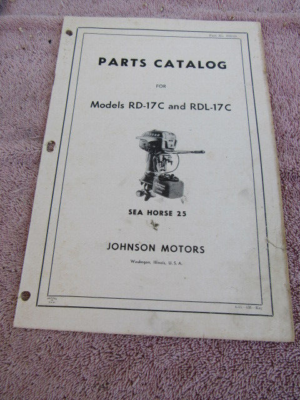 PARTS CATALOG
FOR
Models RD-17C and RDL-17C
SEA HORSE 25
JOHNSON MOTORS
Waukegan, Illinois, U.S.A.